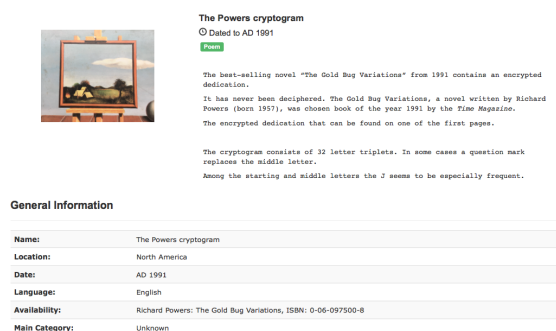 The Powers cryptogram
Dated to AD 1991
Poem
The best-selling novel "The Gold Bug Variations" from 1991 contains an encrypted
dedication.
It has never been deciphered. The Gold Bug Variations, a novel written by Richard
Powers (born 1957), was chosen book of the year 1991 by the Time Magazine.
The encrypted dedication that can be found on one of the first pages.
The cryptogram consists of 32 letter triplets. In some cases a question mark
replaces the middle letter.
Among the starting and middle letters the J seems to be especially frequent.
General Information
Name: The Powers cryptogram
Location: North America
Date: AD 1991
Language: English
Availability: Richard Powers: The Gold Bug Variations, ISBN: 0-06-097500-8
Main Category: Unknown